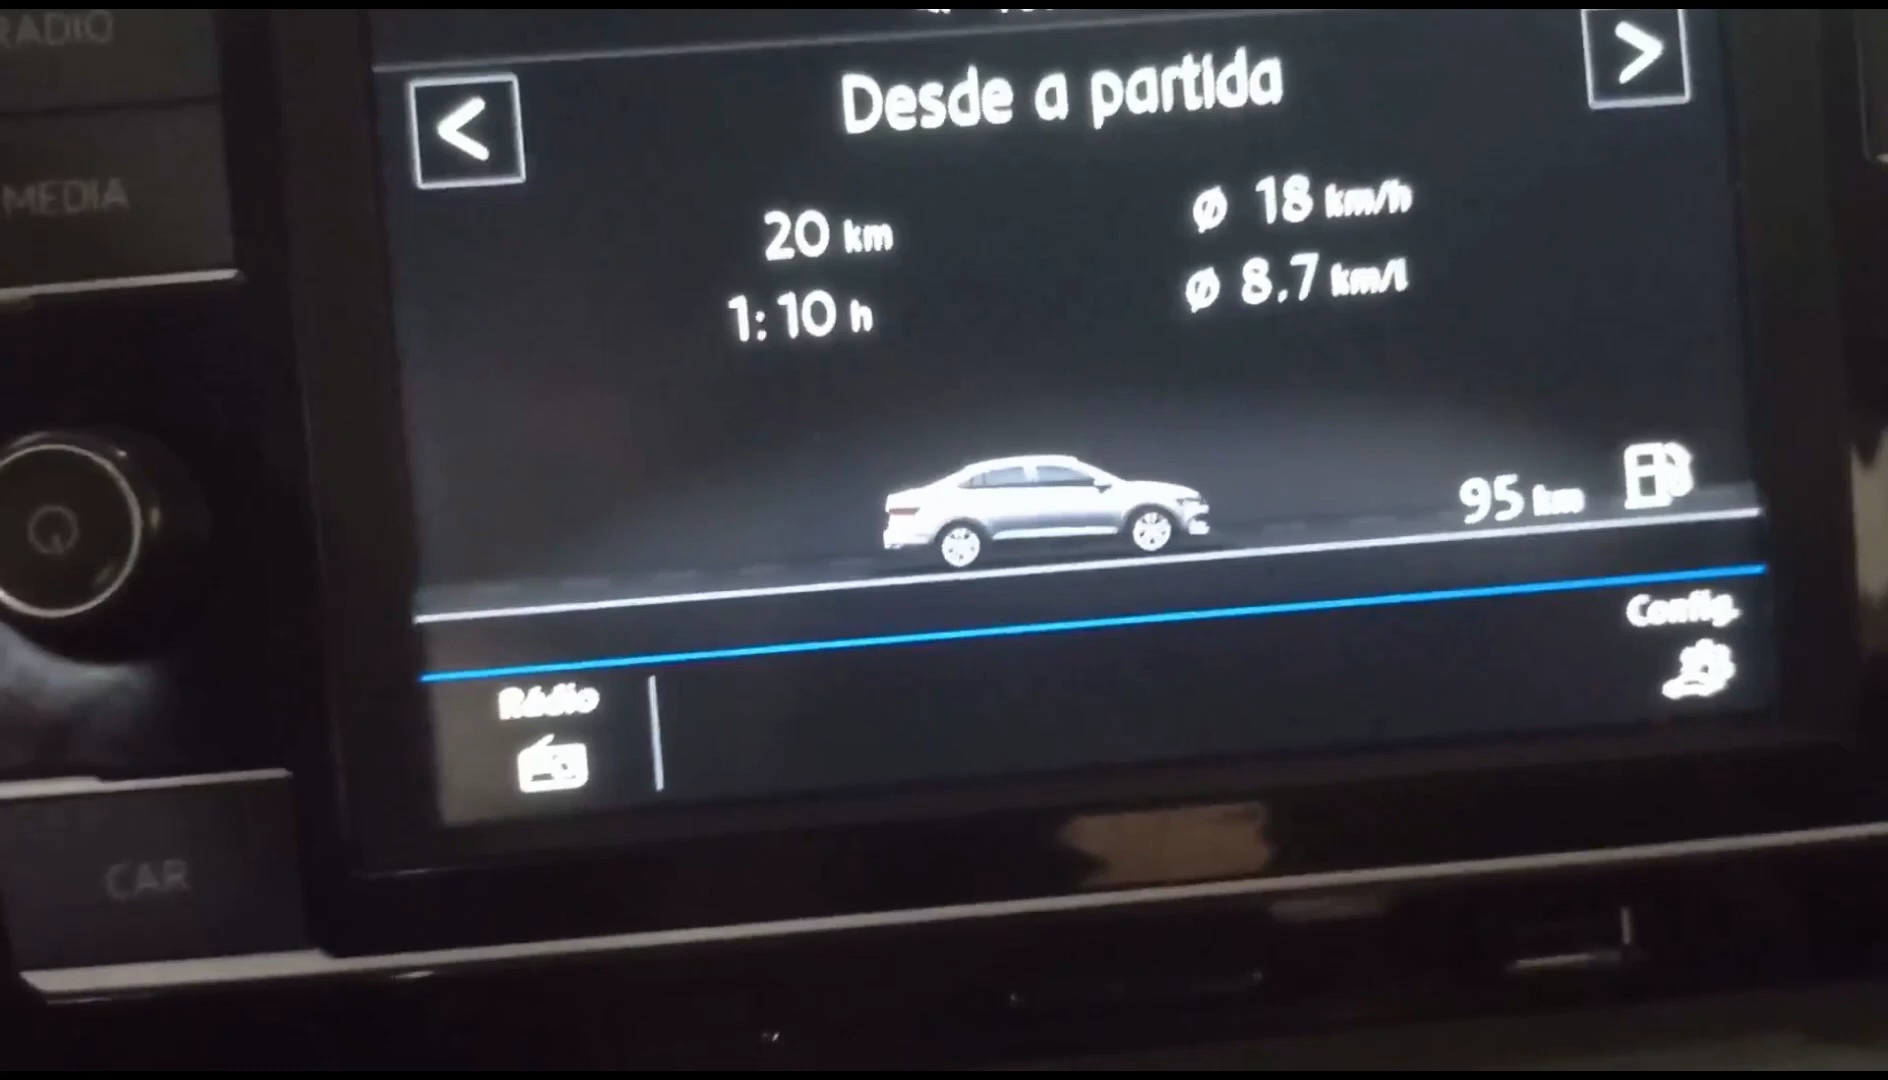 RADIO
MEDIA
<
Desde a partida
>
20 km
Ø 18 km/h
1:10 h
Ø 8.7 km/l
95 km
Config.
Rádio
CAR